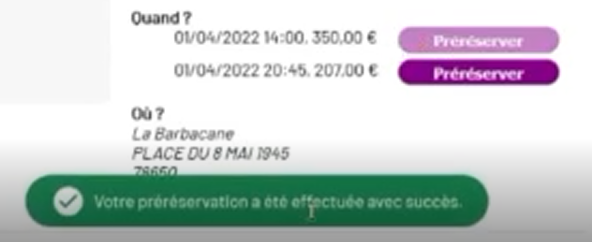 Quand ?
01/04/2022 14:00, 350,00 € Préréserver
01/04/2022 20:45, 207,00 € Préréserver
Où ?
La Barbacane
PLACE DU 8 MAI 1945
78650
Votre préréservation a été effectuée avec succès.